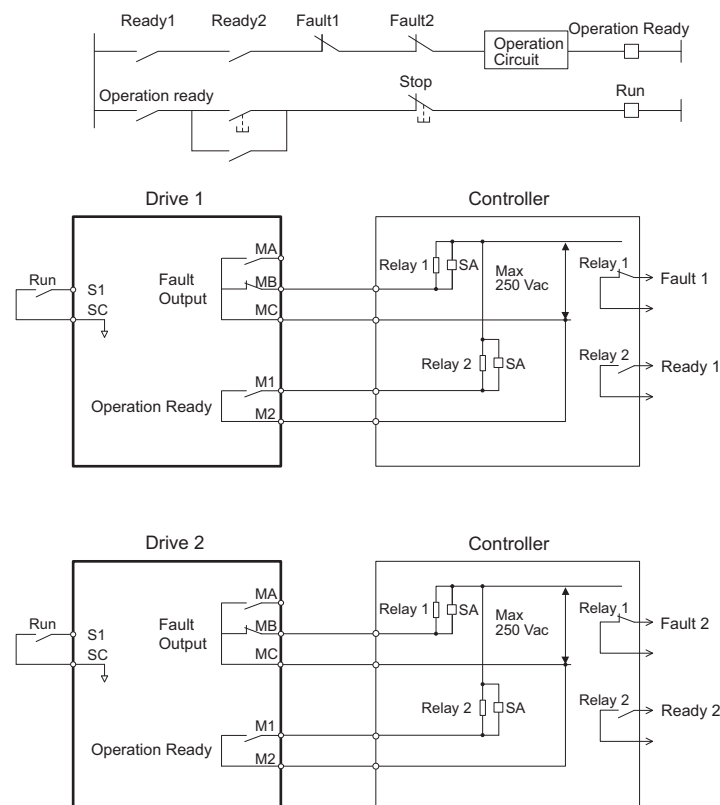 Ready1 Ready2 Fault1 Fault2 Operation Ready
Operation
Circuit
Operation ready Stop Run
Drive 1 Controller
MA
Run Fault
Output
S1
SC
MB
MC
Relay 1 SA Max
250 Vac
Relay 1 Fault 1
Operation Ready
M1
M2
Relay 2 SA
Relay 2 Ready 1
Drive 2 Controller
MA
Run Fault
Output
S1
SC
MB
MC
Relay 1 SA Max
250 Vac
Relay 1 Fault 2
Operation Ready
M1
M2
Relay 2 SA
Relay 2 Ready 2